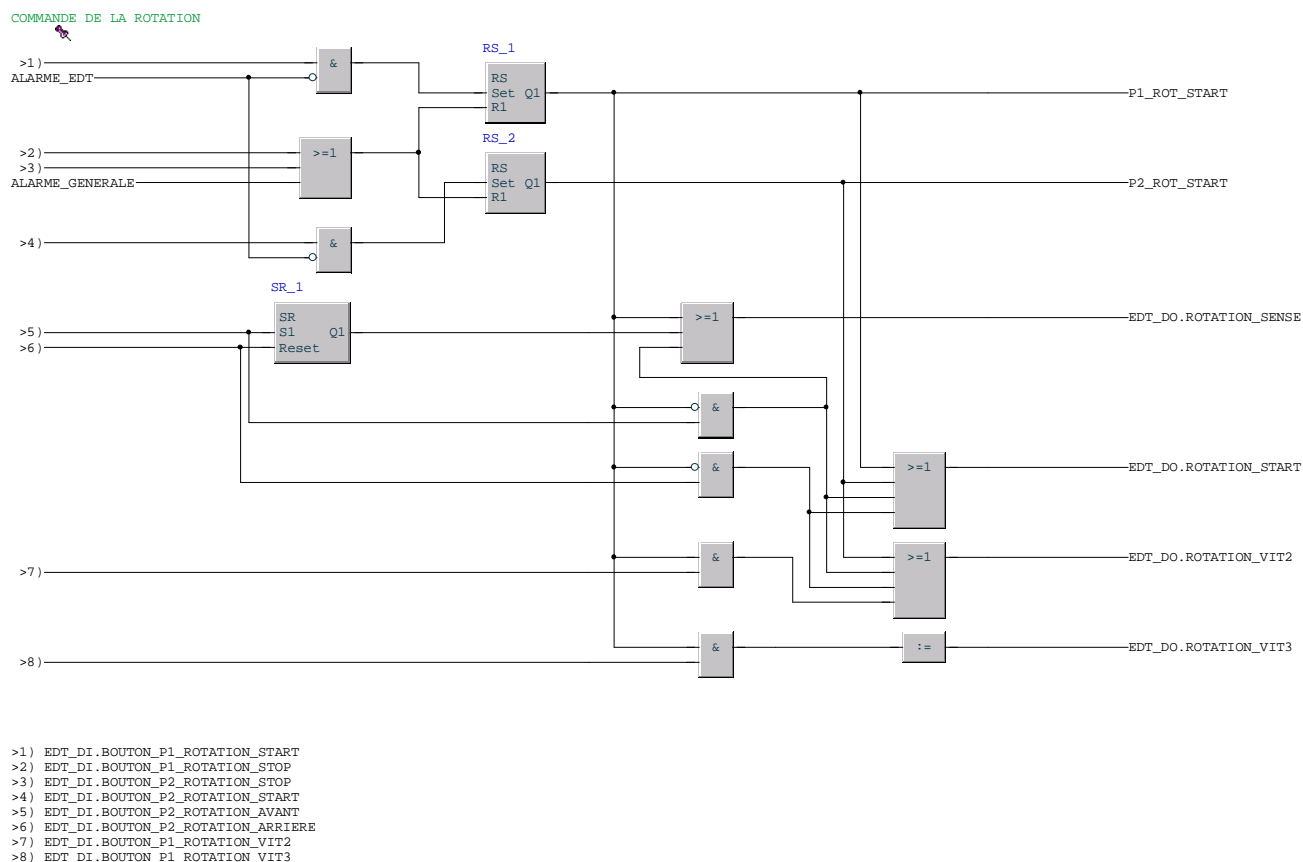 COMMANDE DE LA ROTATION
RS_1
>1)
&
ALARME_EDT
RS
Set Q1
P1_ROT_START
R1
RS_2
>2)
>=1
>3)
RS
ALARME_GENERALE
Set Q1
P2_ROT_START
R1
>4)
&
SR_1
SR
>=1
EDT_DO.ROTATION_SENSE
>5)
S1 Q1
>6)
Reset
&
&
>=1
EDT_DO.ROTATION_START
&
>=1
EDT_DO.ROTATION_VIT2
>7)
&
:=
EDT_DO.ROTATION_VIT3
>8)
>1) EDT_DI.BOUTON_P1_ROTATION_START
>2) EDT_DI.BOUTON_P1_ROTATION_STOP
>3) EDT_DI.BOUTON_P2_ROTATION_STOP
>4) EDT_DI.BOUTON_P2_ROTATION_START
>5) EDT_DI.BOUTON_P2_ROTATION_AVANT
>6) EDT_DI.BOUTON_P2_ROTATION_ARRIERE
>7) EDT_DI.BOUTON_P1_ROTATION_VIT2
>8) EDT_DI.BOUTON_P1_ROTATION_VIT3